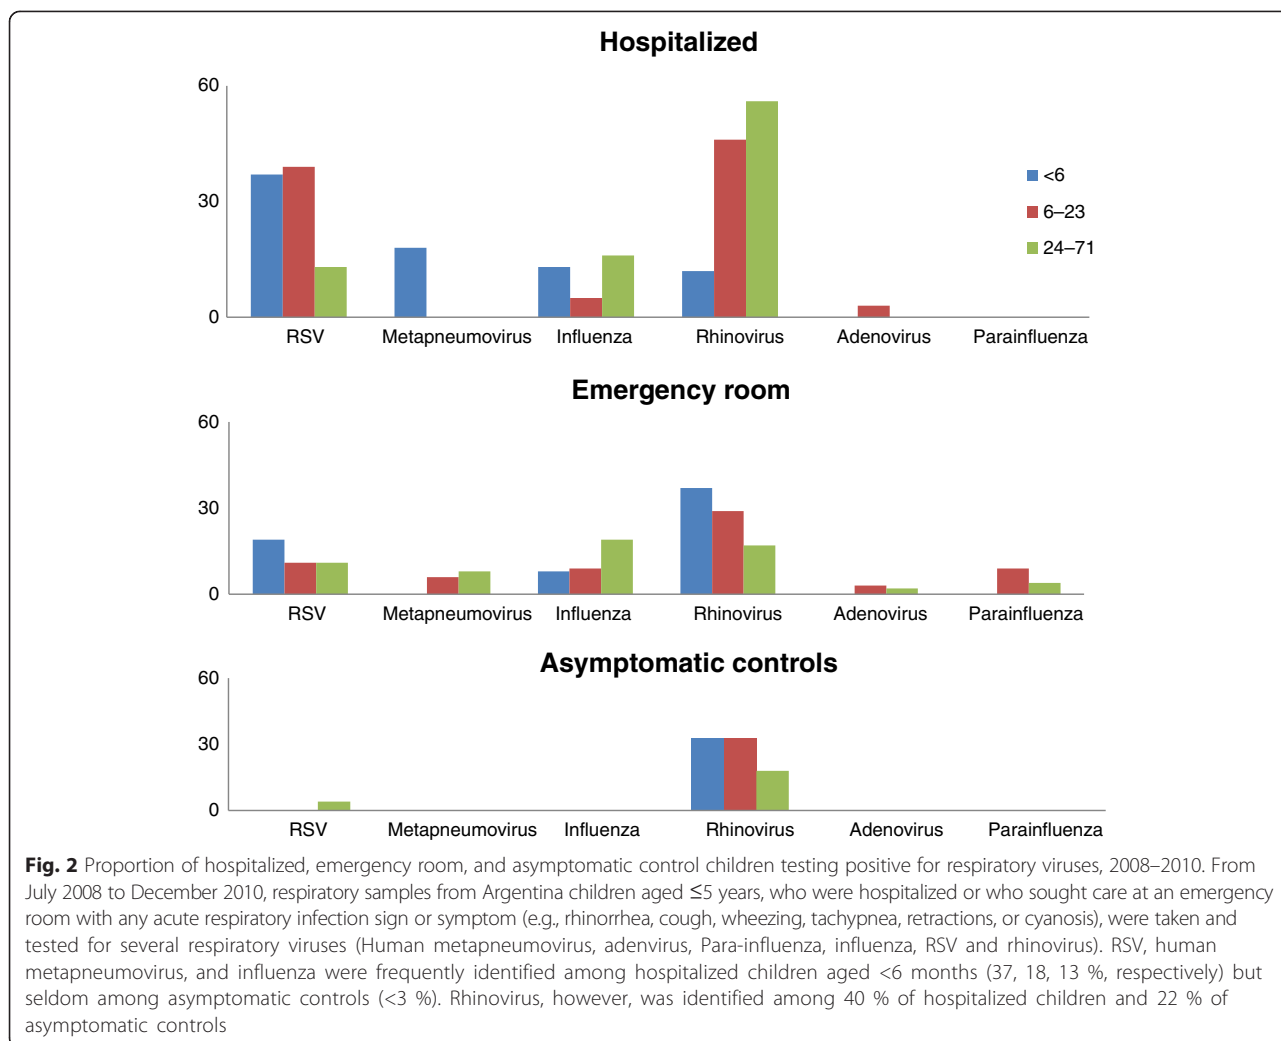 Hospitalized
60
30
0
<6
6–23
24–71
RSV Metapneumovirus Influenza Rhinovirus Adenovirus Parainfluenza
Emergency room
60
30
0
RSV Metapneumovirus Influenza Rhinovirus Adenovirus Parainfluenza
Asymptomatic controls
60
30
0
RSV Metapneumovirus Influenza Rhinovirus Adenovirus Parainfluenza
Fig. 2 Proportion of hospitalized, emergency room, and asymptomatic control children testing positive for respiratory viruses, 2008–2010. From
July 2008 to December 2010, respiratory samples from Argentina children aged ≤5 years, who were hospitalized or who sought care at an emergency
room with any acute respiratory infection sign or symptom (e.g., rhinorrhea, cough, wheezing, tachypnea, retractions, or cyanosis), were taken and
tested for several respiratory viruses (Human metapneumovirus, adenvirus, Para-influenza, influenza, RSV and rhinovirus). RSV, human
metapneumovirus, and influenza were frequently identified among hospitalized children aged <6 months (37, 18, 13 %, respectively) but
seldom among asymptomatic controls (<3 %). Rhinovirus, however, was identified among 40 % of hospitalized children and 22 % of
asymptomatic controls